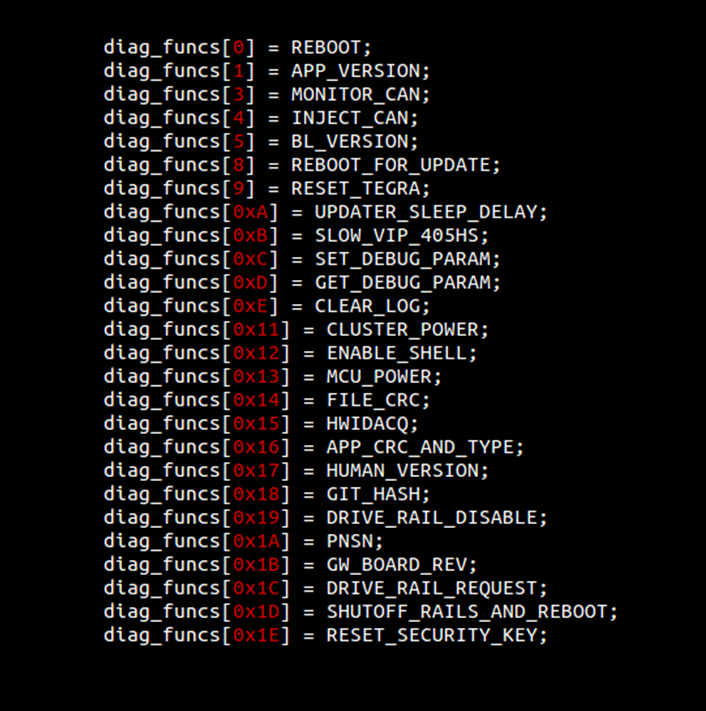 diag_funcs[0] = REBOOT;
diag_funcs[1] = APP_VERSION;
diag_funcs[3] = MONITOR_CAN;
diag_funcs[4] = INJECT_CAN;
diag_funcs[5] = BL_VERSION;
diag_funcs[8] = REBOOT_FOR_UPDATE;
diag_funcs[9] = RESET_TEGRA;
diag_funcs[0xA] = UPDATER_SLEEP_DELAY;
diag_funcs[0xB] = SLOW_VIP_405HS;
diag_funcs[0xC] = SET_DEBUG_PARAM;
diag_funcs[0xD] = GET_DEBUG_PARAM;
diag_funcs[0xE] = CLEAR_LOG;
diag_funcs[0x11] = CLUSTER_POWER;
diag_funcs[0x12] = ENABLE_SHELL;
diag_funcs[0x13] = MCU_POWER;
diag_funcs[0x14] = FILE_CRC;
diag_funcs[0x15] = HWIDACQ;
diag_funcs[0x16] = APP_CRC_AND_TYPE;
diag_funcs[0x17] = HUMAN_VERSION;
diag_funcs[0x18] = GIT_HASH;
diag_funcs[0x19] = DRIVE_RAIL_DISABLE;
diag_funcs[0x1A] = PNSN;
diag_funcs[0x1B] = GW_BOARD_REV;
diag_funcs[0x1C] = DRIVE_RAIL_REQUEST;
diag_funcs[0x1D] = SHUTOFF_RAILS_AND_REBOOT;
diag_funcs[0x1E] = RESET_SECURITY_KEY;